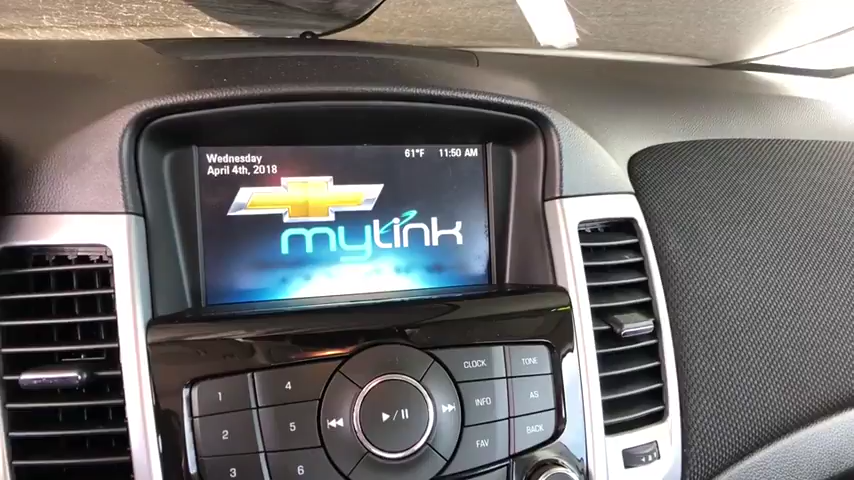 Wednesday
April 4th, 2018
61°F 11:50 AM
mylink
1
2
3
4
5
6
CLOCK
TONE
INFO
AS
FAV
BACK